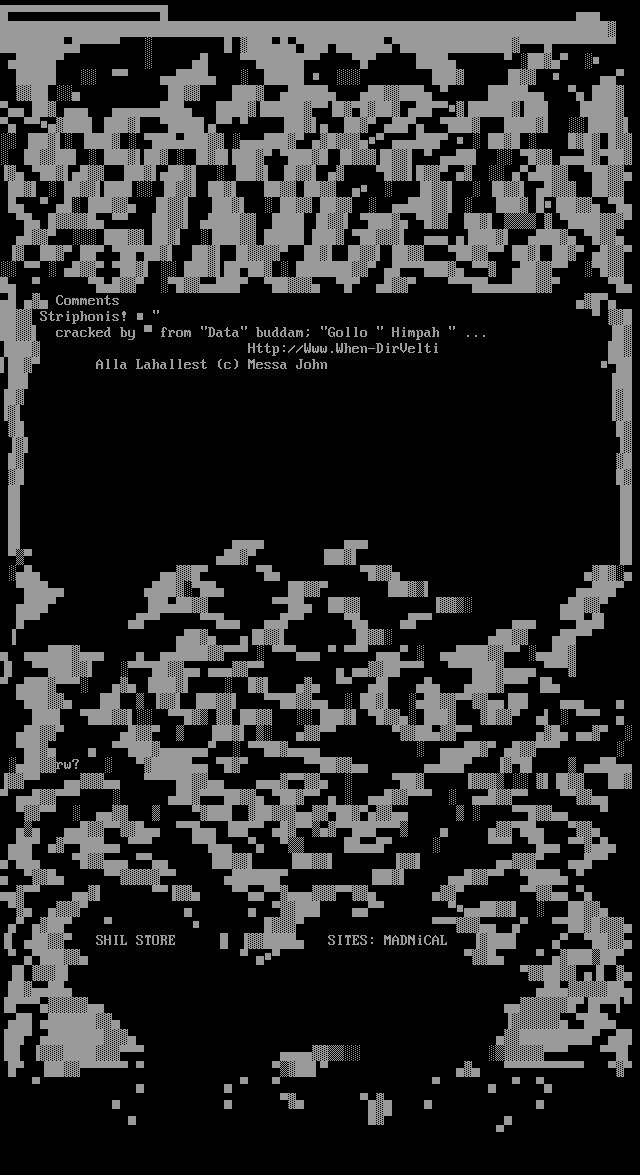 Comments
Striphonis! ■ "
cracked by ▀ from "Data" buddam; "Gollo " Himpah " ...
Http://Wuw.When-DirVelti
Alla Lahallest (c) Messa John
rw?
SHIL STORE SITES: MADNiCAL